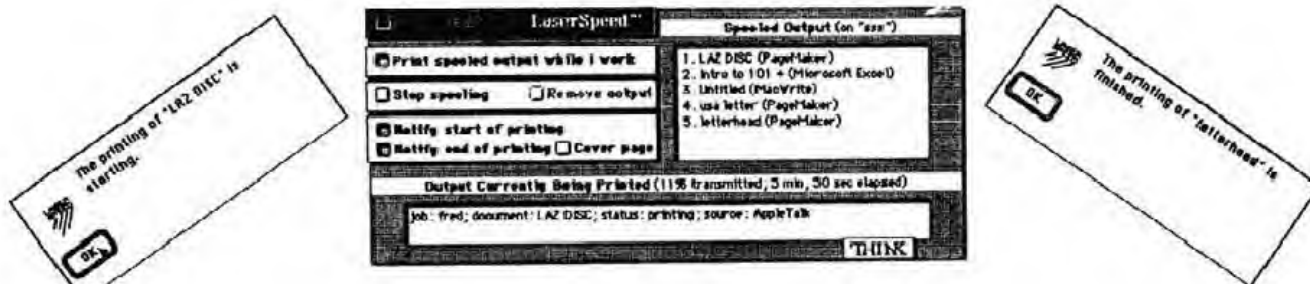 The printing of "LAZ DISC" is
starting.
OK
LaserSpeed™
Print spooled output while I work
Stop spooling
Remove output
Notify start of printing
Notify end of printing
Cover page
Spooled Output (on "sss")
1. LAZ DISC (PageMaker)
2. Intro to 101 + (Microsoft Excel)
3. Untitled (MacWrite)
4. usa letter (PageMaker)
5. letterhead (PageMaker)
Output Currently Being Printed (11% transmitted, 5 min, 50 sec elapsed)
job: fred; document: LAZ DISC; status: printing; source: AppleTalk
THINK
The printing of "letterhead" is
finished.
OK